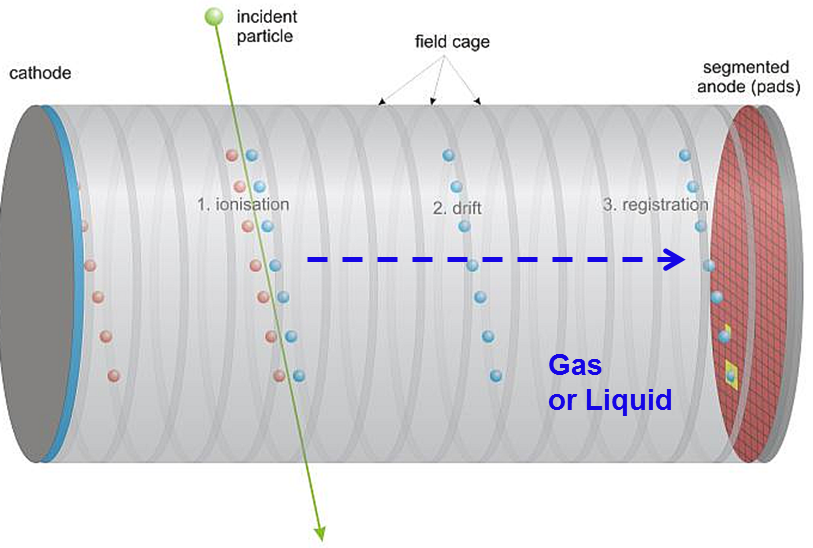 incident
particle
field cage
cathode
segmented
anode (pads)
1. ionisation
2. drift
3. registration
Gas
or Liquid